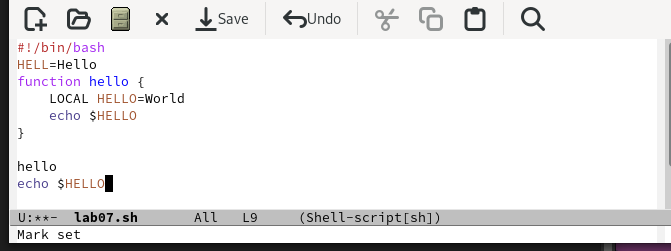 Save Undo
#!/bin/bash
HELL=Hello
function hello {
    LOCAL HELLO=World
    echo $HELLO
}
hello
echo $HELLO
U:**-  lab07.sh       All   L9     (Shell-script[sh])
Mark set